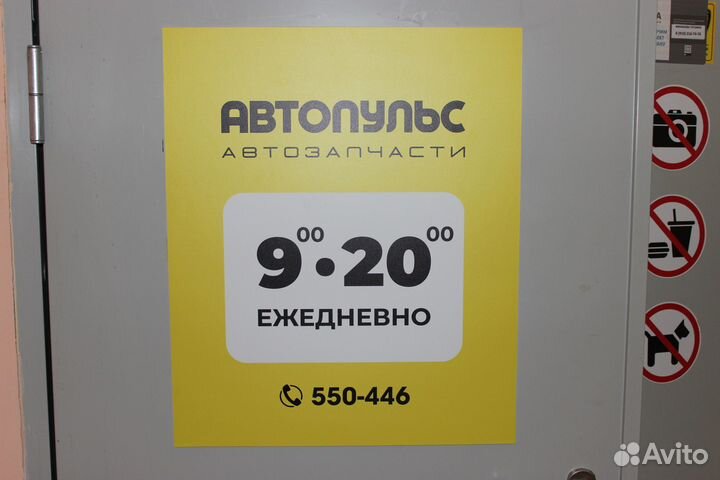 АВТОПУЛЬС
АВТОЗАПЧАСТИ
9⁰⁰ • 20⁰⁰
ЕЖЕДНЕВНО
550-446
Avito